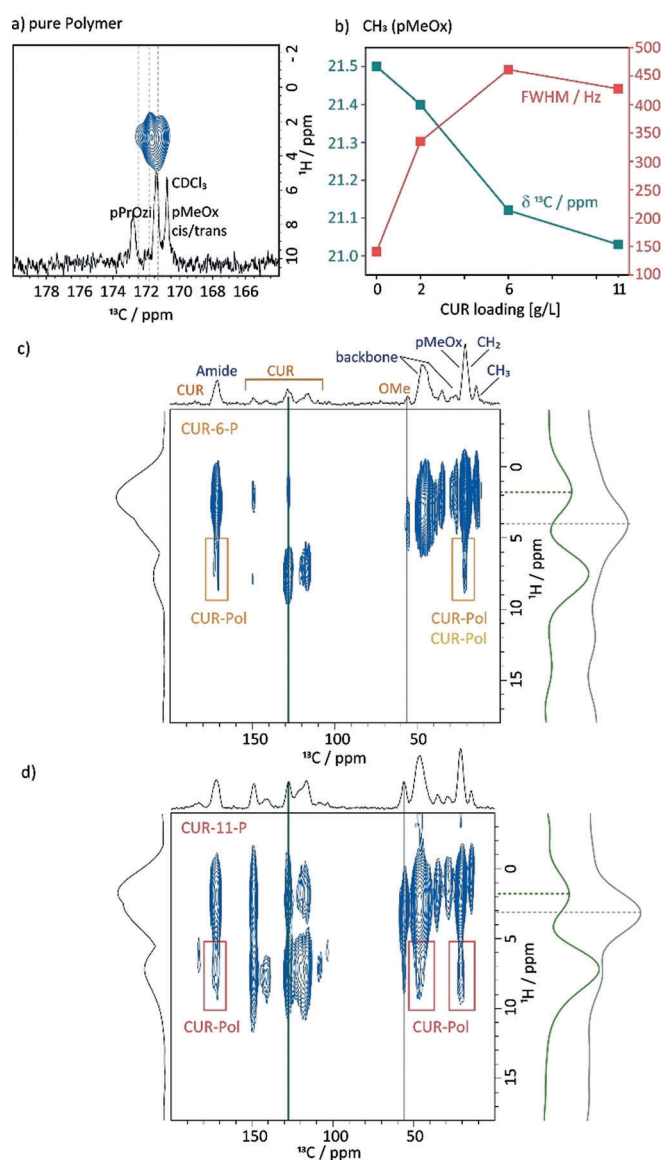 a) pure Polymer
-2
0
2
4
6
8
10
¹H / ppm
CDCl₃
pPrOzi
pMeOx
cis/trans
178 176 174 172 170 168 166
¹³C / ppm
b) CH₃ (pMeOx)
21.5
21.4
21.3
21.2
21.1
21.0
FWHM / Hz
δ ¹³C / ppm
500
450
400
350
300
250
200
150
100
0 2 6 11
CUR loading [g/L]
c)
CUR
Amide
CUR
backbone
OMe
pMeOx
CH₂
CH₃
CUR-6-P
CUR-Pol
CUR-Pol
CUR-Pol
0
5
10
15
¹H / ppm
150 100 50
¹³C / ppm
d)
CUR-11-P
CUR-Pol
CUR-Pol
0
5
10
15
¹H / ppm
150 100 50
¹³C / ppm